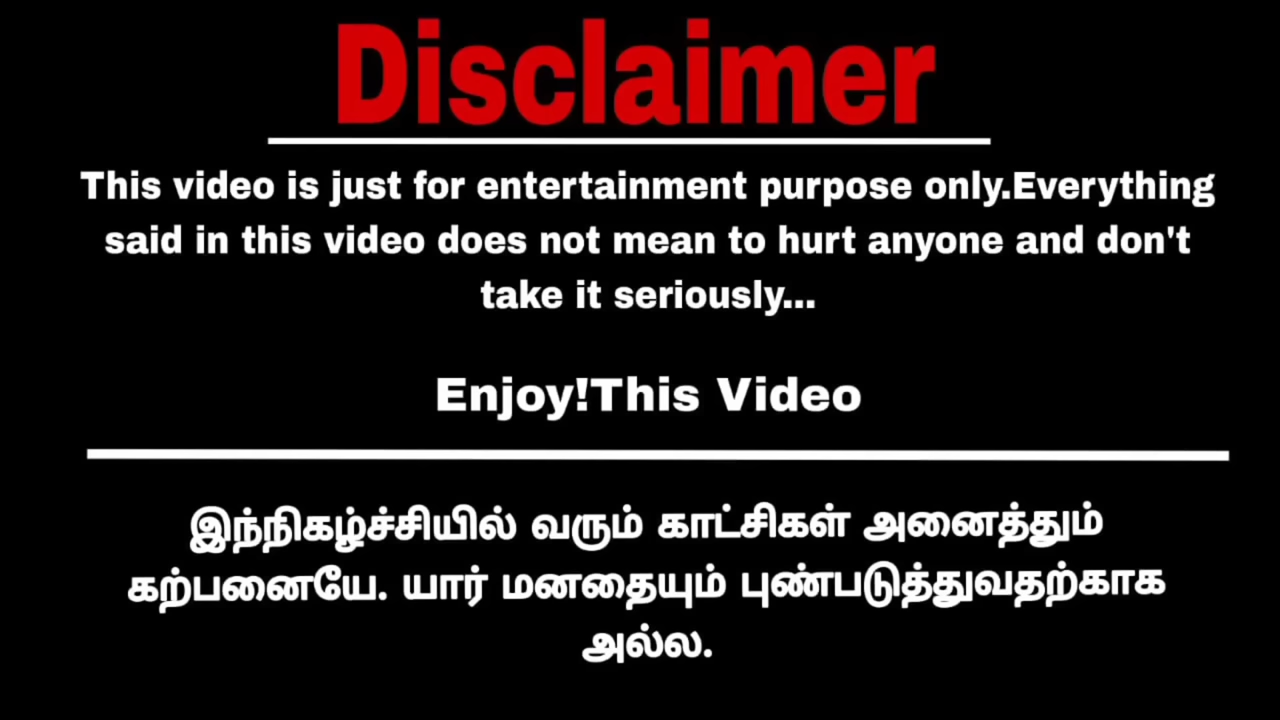 Disclaimer
This video is just for entertainment purpose only.Everything
said in this video does not mean to hurt anyone and don't
take it seriously...
Enjoy!This Video
இந்நிகழ்ச்சியில் வரும் காட்சிகள் அனைத்தும்
கற்பனையே. யார் மனதையும் புண்படுத்துவதற்காக
அல்ல.